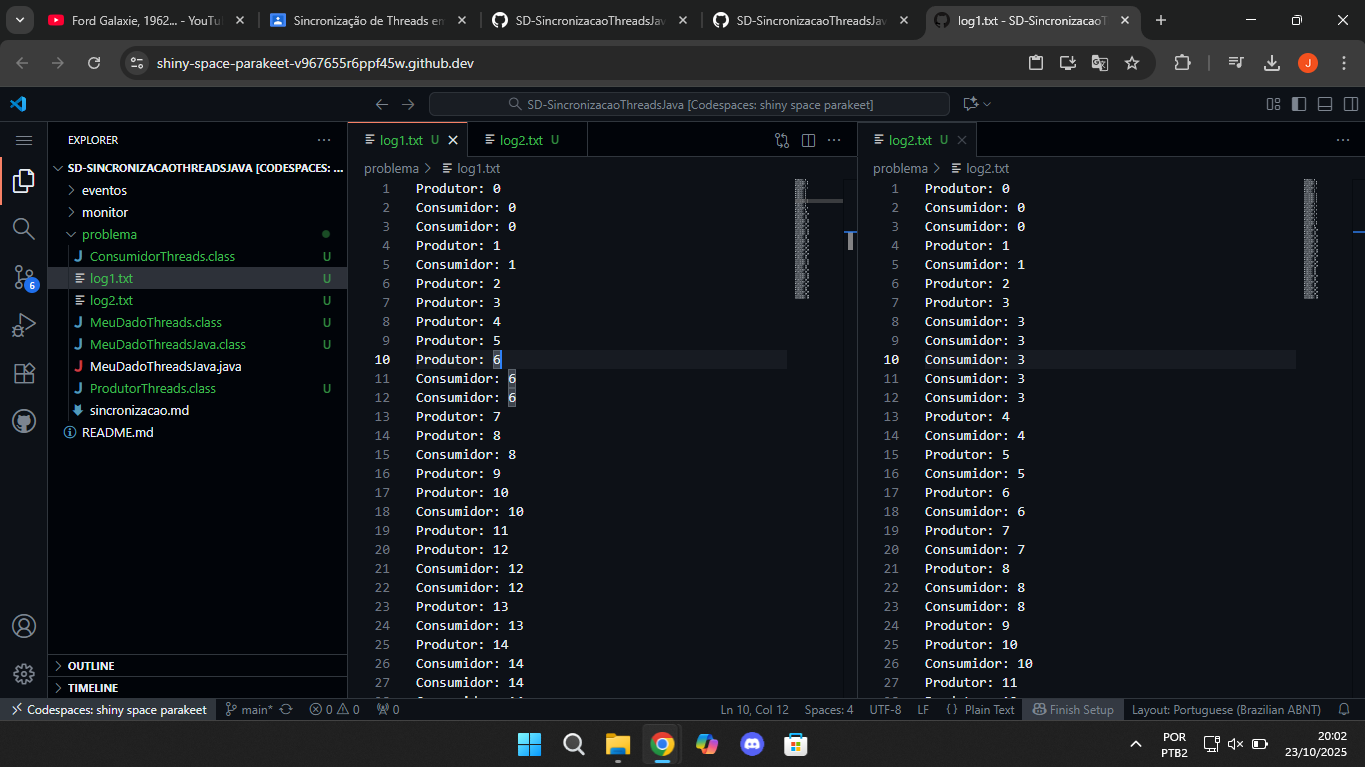 Ford Galaxie, 1962... - YouTu
Sincronização de Threads em
SD-SincronizacaoThreadsJav
SD-SincronizacaoThreadsJav
log1.txt - SD-SincronizacaoT
shiny-space-parakeet-v967655r6ppf45w.github.dev
J
SD-SincronizacaoThreadsJava [Codespaces: shiny space parakeet]
EXPLORER
SD-SINCRONIZACAOTHREADSJAVA [CODESPACES: ...
eventos
monitor
problema
ConsumidorThreads.class U
log1.txt U
log2.txt U
MeuDadoThreads.class U
MeuDadoThreadsJava.class U
MeuDadoThreadsJava.java
ProdutorThreads.class U
sincronizacao.md
README.md
6
OUTLINE
TIMELINE
log1.txt U
log2.txt U
problema > log1.txt
1 Produtor: 0
2 Consumidor: 0
3 Consumidor: 0
4 Produtor: 1
5 Consumidor: 1
6 Produtor: 2
7 Produtor: 3
8 Produtor: 4
9 Produtor: 5
10 Produtor: 6
11 Consumidor: 6
12 Consumidor: 6
13 Produtor: 7
14 Produtor: 8
15 Consumidor: 8
16 Produtor: 9
17 Produtor: 10
18 Consumidor: 10
19 Produtor: 11
20 Produtor: 12
21 Consumidor: 12
22 Consumidor: 12
23 Produtor: 13
24 Consumidor: 13
25 Produtor: 14
26 Consumidor: 14
27 Consumidor: 14
log2.txt U
problema > log2.txt
1 Produtor: 0
2 Consumidor: 0
3 Consumidor: 0
4 Produtor: 1
5 Consumidor: 1
6 Produtor: 2
7 Produtor: 3
8 Consumidor: 3
9 Consumidor: 3
10 Consumidor: 3
11 Consumidor: 3
12 Consumidor: 3
13 Produtor: 4
14 Consumidor: 4
15 Produtor: 5
16 Consumidor: 5
17 Produtor: 6
18 Consumidor: 6
19 Produtor: 7
20 Consumidor: 7
21 Produtor: 8
22 Consumidor: 8
23 Consumidor: 8
24 Produtor: 9
25 Produtor: 10
26 Consumidor: 10
27 Produtor: 11
Codespaces: shiny space parakeet
main*
0
0
0
Ln 10, Col 12
Spaces: 4
UTF-8
LF
Plain Text
Finish Setup
Layout: Portuguese (Brazilian ABNT)
POR
PTB2
20:02
23/10/2025